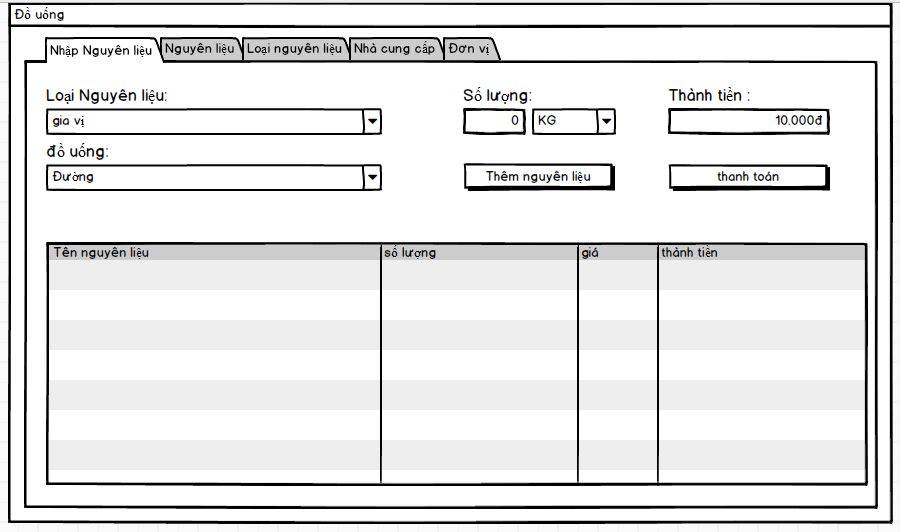 Đồ uống
Nhập Nguyên liệu Nguyên liệu Loại nguyên liệu Nhà cung cấp Đơn vị
Loại Nguyên liệu: Số lượng: Thành tiền :
gia vị 0 KG 10.000đ
đồ uống:
Đường Thêm nguyên liệu thanh toán
Tên nguyên liệu số lượng giá thành tiền